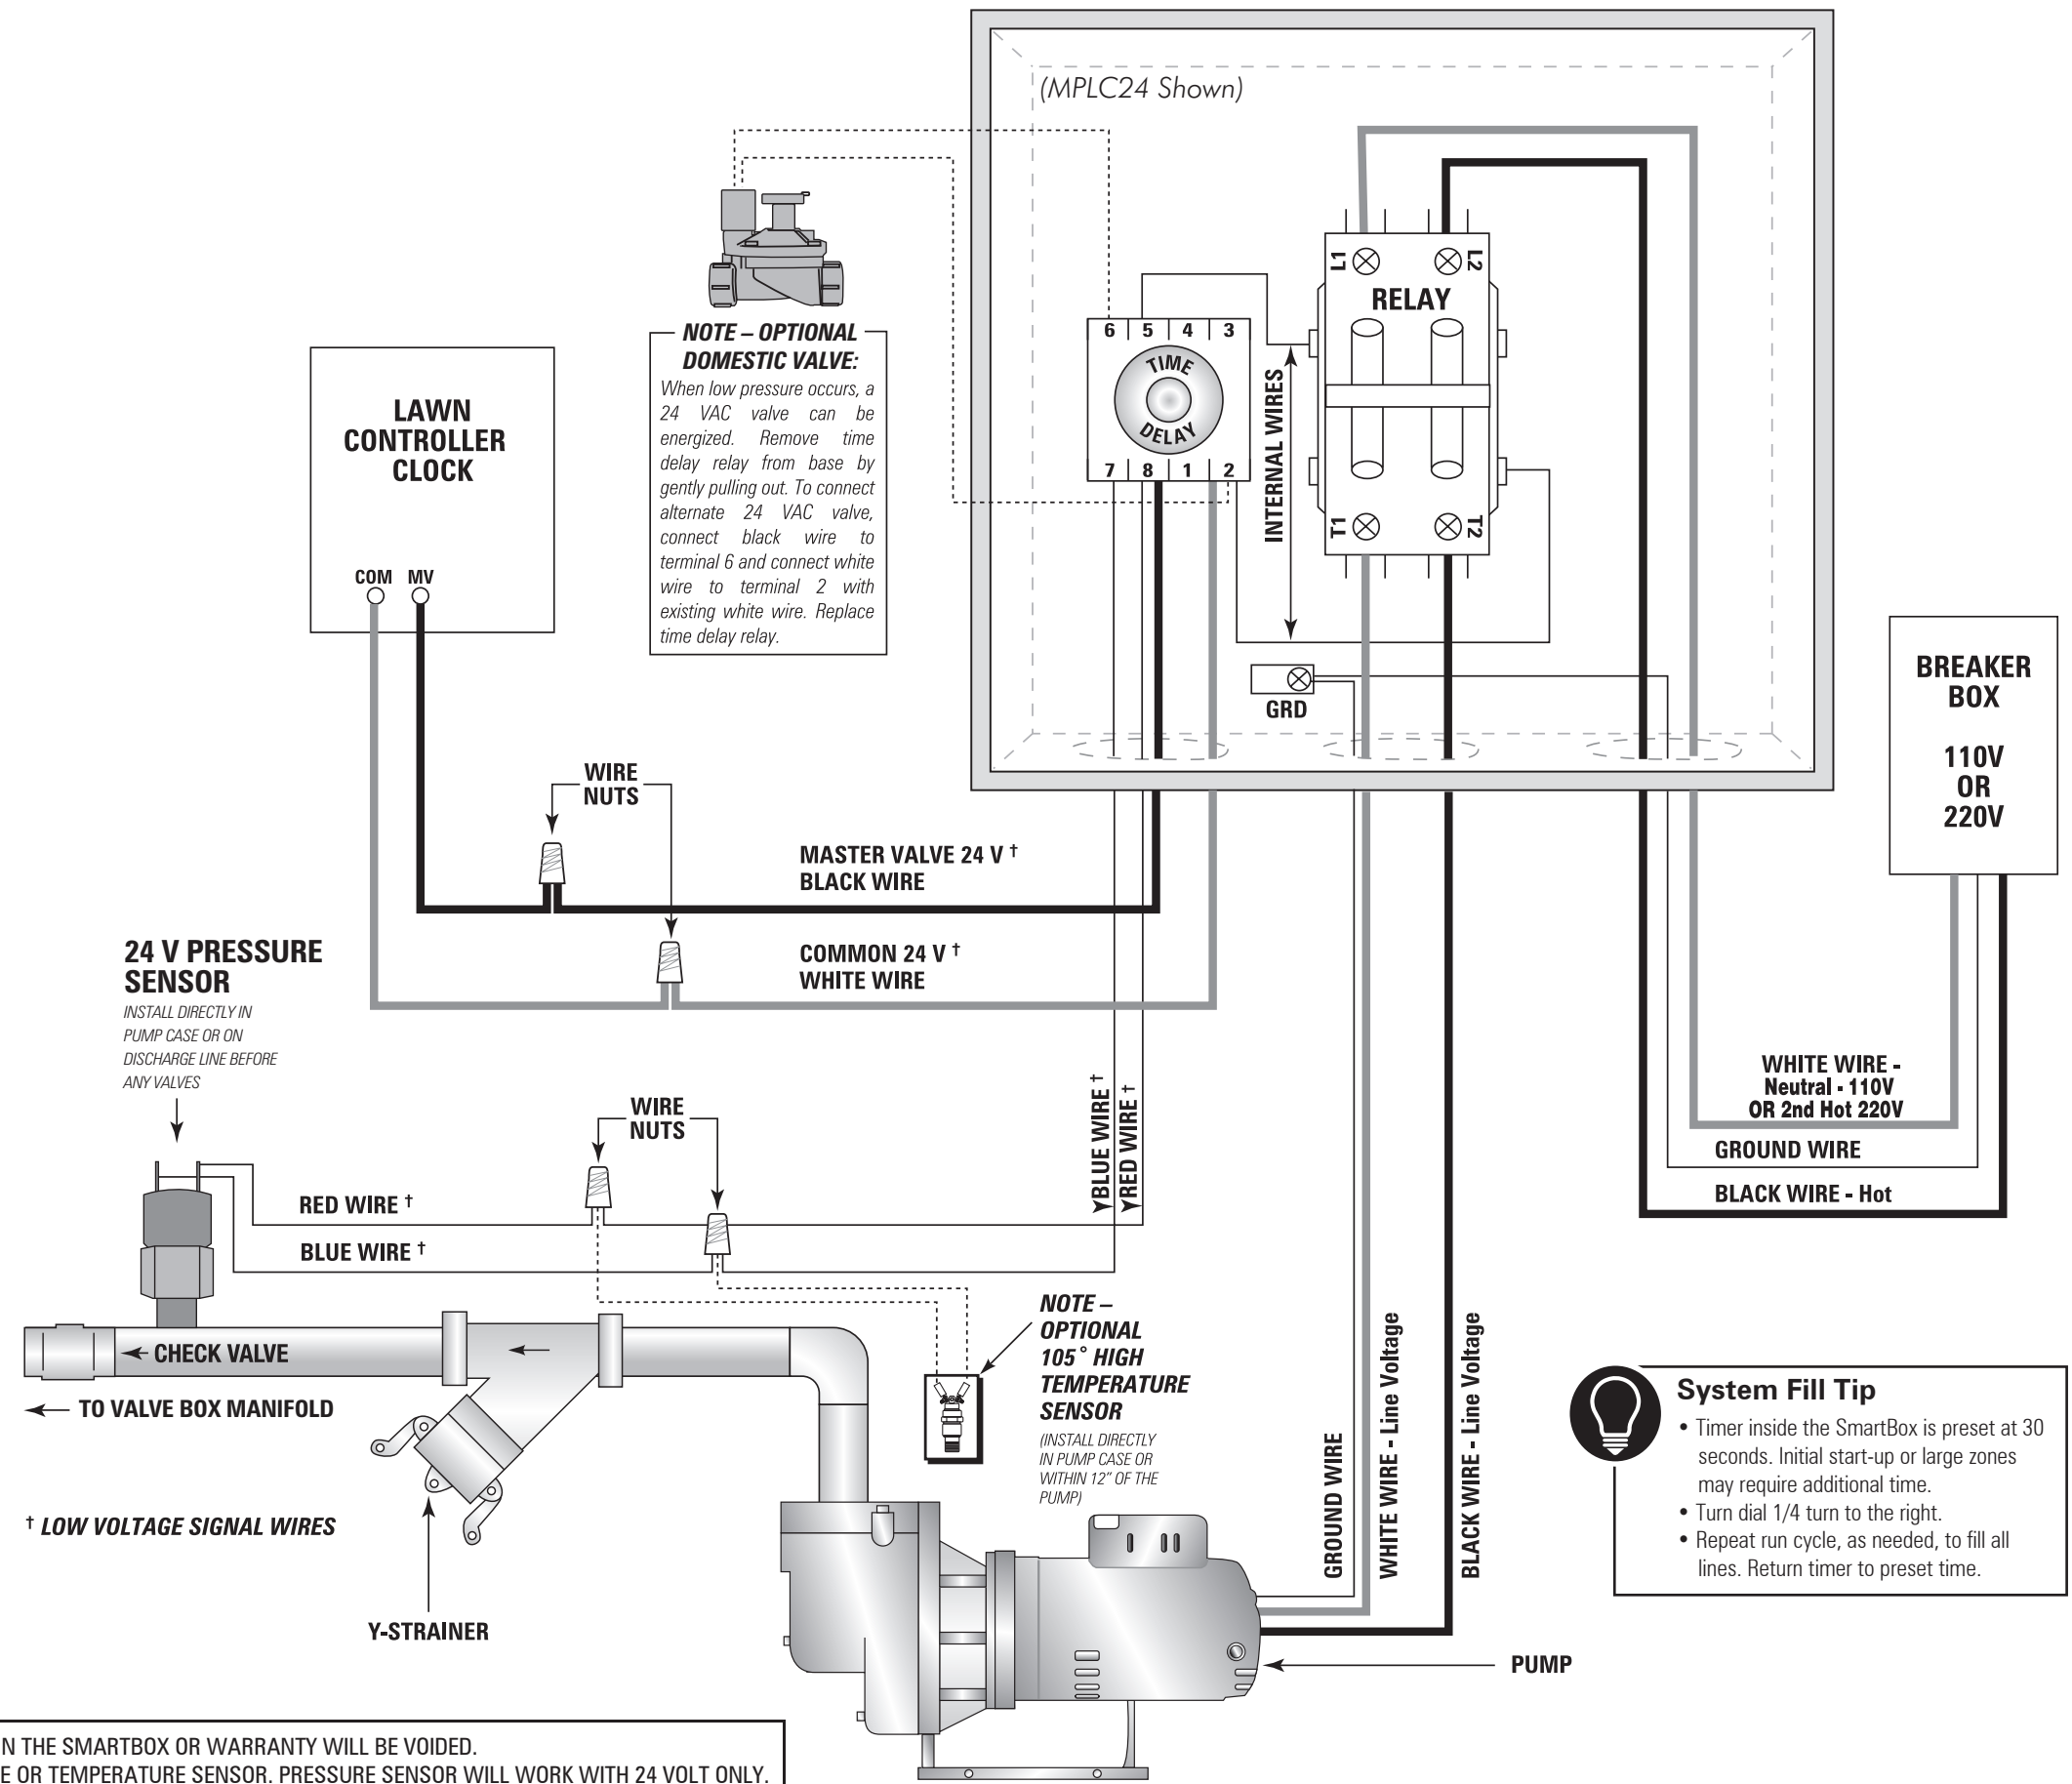 (MPLC24 Shown)
L1
L2
RELAY
T1
T2
INTERNAL WIRES
6 5 4 3
TIME
DELAY
7 8 1 2
GRD
NOTE – OPTIONAL
DOMESTIC VALVE:
When low pressure occurs, a
24 VAC valve can be
energized. Remove time
delay relay from base by
gently pulling out. To connect
alternate 24 VAC valve,
connect black wire to
terminal 6 and connect white
wire to terminal 2 with
existing white wire. Replace
time delay relay.
LAWN
CONTROLLER
CLOCK
COM MV
BREAKER
BOX
110V
OR
220V
WIRE
NUTS
MASTER VALVE 24 V †
BLACK WIRE
COMMON 24 V †
WHITE WIRE
24 V PRESSURE
SENSOR
INSTALL DIRECTLY IN
PUMP CASE OR ON
DISCHARGE LINE BEFORE
ANY VALVES
WIRE
NUTS
BLUE WIRE †
RED WIRE †
RED WIRE †
BLUE WIRE †
WHITE WIRE -
Neutral - 110V
OR 2nd Hot 220V
GROUND WIRE
BLACK WIRE - Hot
NOTE –
OPTIONAL
105° HIGH
TEMPERATURE
SENSOR
(INSTALL DIRECTLY
IN PUMP CASE OR
WITHIN 12” OF THE
PUMP)
GROUND WIRE
WHITE WIRE - Line Voltage
BLACK WIRE - Line Voltage
CHECK VALVE
TO VALVE BOX MANIFOLD
† LOW VOLTAGE SIGNAL WIRES
Y-STRAINER
PUMP
System Fill Tip
• Timer inside the SmartBox is preset at 30
seconds. Initial start-up or large zones
may require additional time.
• Turn dial 1/4 turn to the right.
• Repeat run cycle, as needed, to fill all
lines. Return timer to preset time.
N THE SMARTBOX OR WARRANTY WILL BE VOIDED.
E OR TEMPERATURE SENSOR. PRESSURE SENSOR WILL WORK WITH 24 VOLT ONLY.